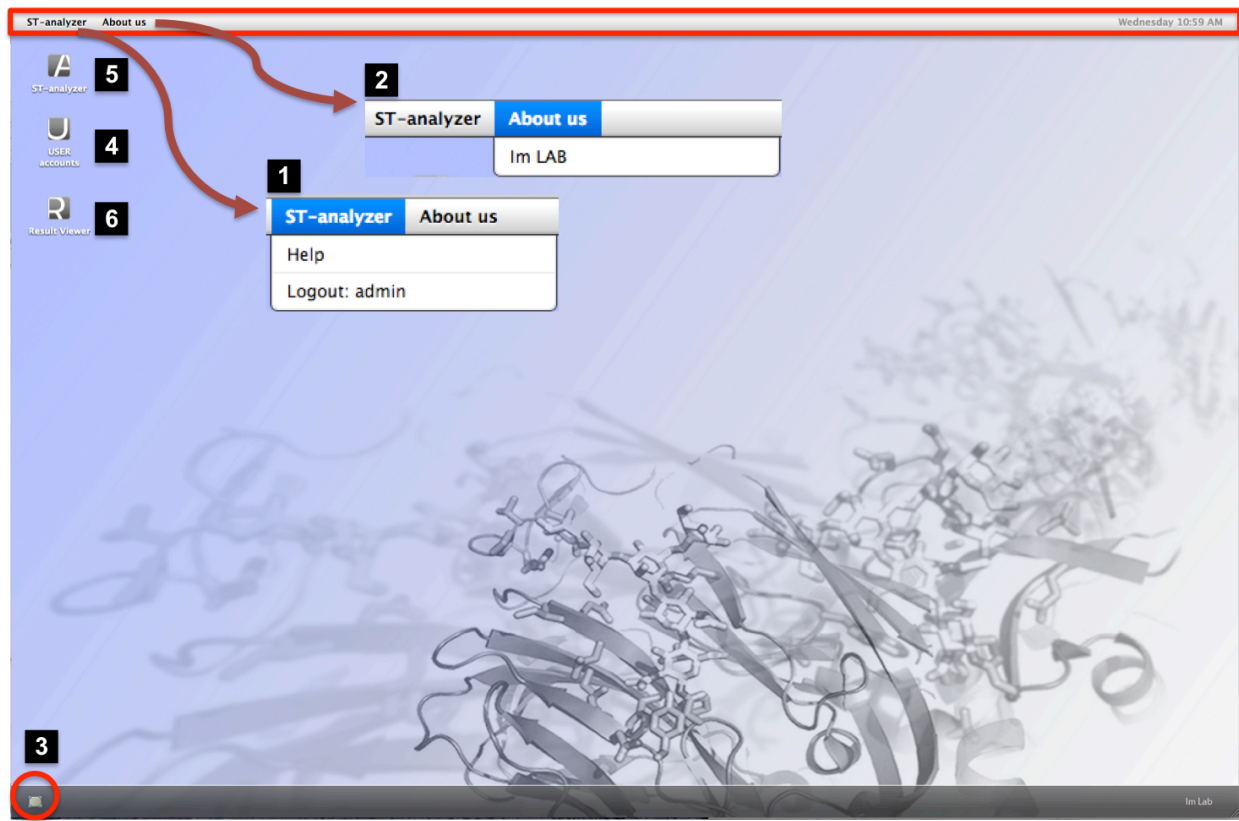 ST-analyzer About us Wednesday 10:59 AM
5
ST-analyzer
2
ST-analyzer About us
Im LAB
4
USER
accounts
1
ST-analyzer About us
Help
Logout: admin
6
Result Viewer
3
Im Lab